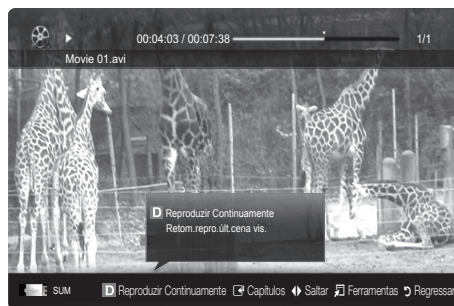 00:04:03 / 00:07:38 1/1
Movie 01.avi
D Reproduzir Continuamente
Retom.repro.últ.cena vis.
SUM D Reproduzir Continuamente Capítulos Saltar Ferramentas Regressar